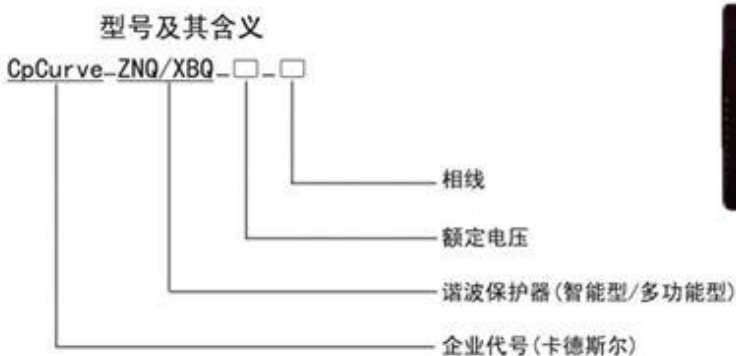 型号及其含义
CpCurve-ZNQ/XBQ-□-□
相线
额定电压
谐波保护器(智能型/多功能型)
企业代号(卡德斯尔)